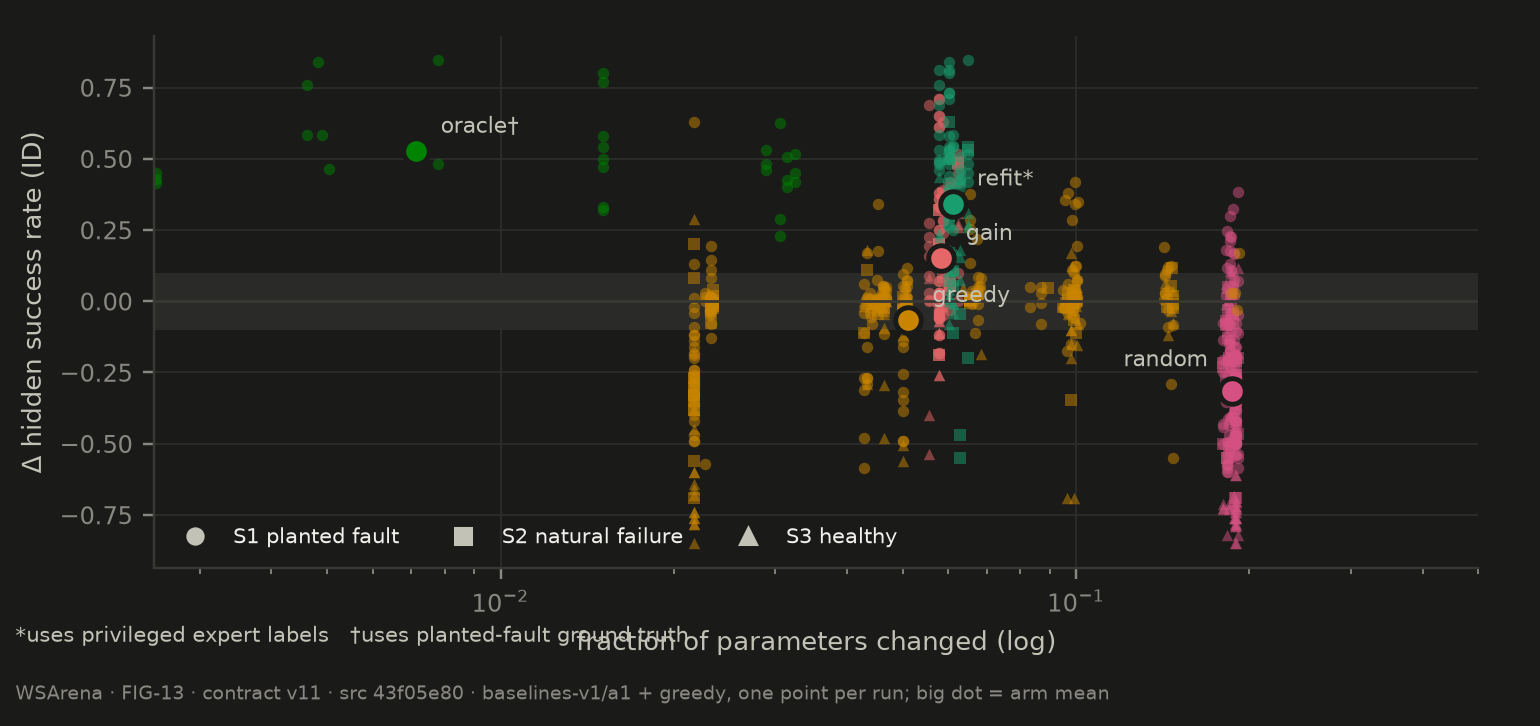 Δ hidden success rate (ID)
0.75
0.50
0.25
0.00
−0.25
−0.50
−0.75
oracle†
refit*
gain
greedy
random
S1 planted fault
S2 natural failure
S3 healthy
10⁻²
10⁻¹
*uses privileged expert labels †uses planted-fault ground truth
fraction of parameters changed (log)
WSArena · FIG-13 · contract v11 · src 43f05e80 · baselines-v1/a1 + greedy, one point per run; big dot = arm mean